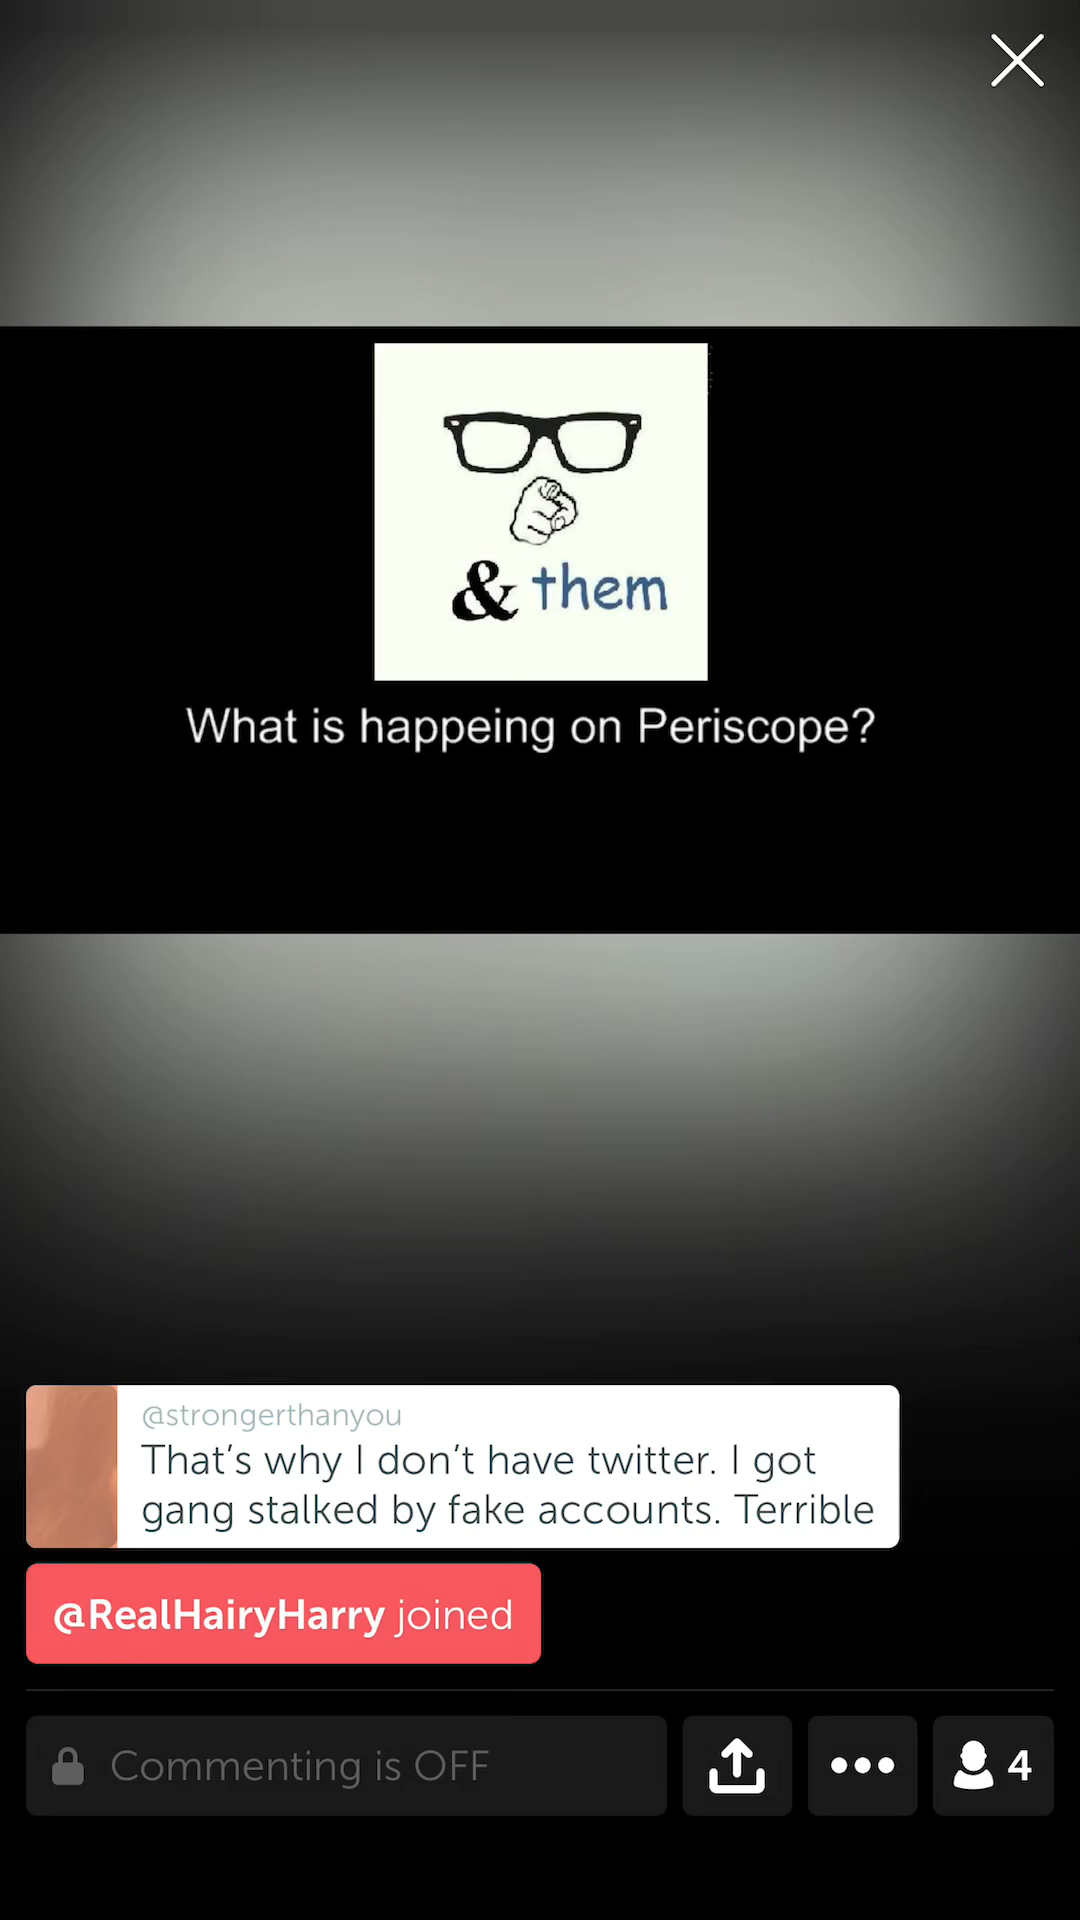 & them
What is happeing on Periscope?
@strongerthanyou
That’s why I don’t have twitter. I got
gang stalked by fake accounts. Terrible
@RealHairyHarry joined
Commenting is OFF
4